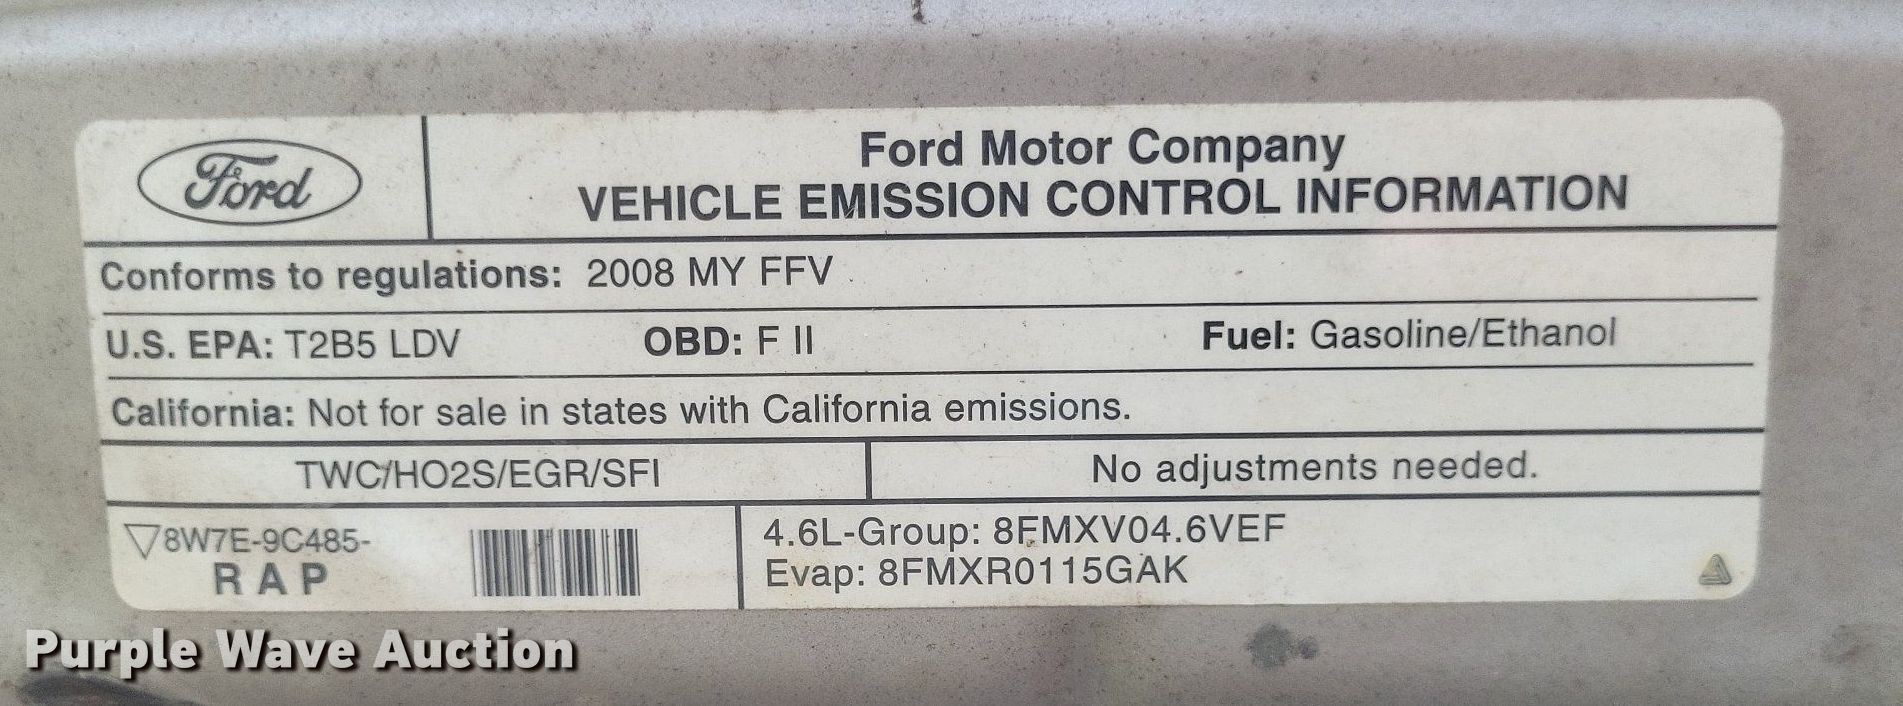 Ford
Ford Motor Company
VEHICLE EMISSION CONTROL INFORMATION
Conforms to regulations: 2008 MY FFV
U.S. EPA: T2B5 LDV OBD: F II Fuel: Gasoline/Ethanol
California: Not for sale in states with California emissions.
TWC/HO2S/EGR/SFI No adjustments needed.
8W7E-9C485-
R A P
4.6L-Group: 8FMXV04.6VEF
Evap: 8FMXR0115GAK
Purple Wave Auction